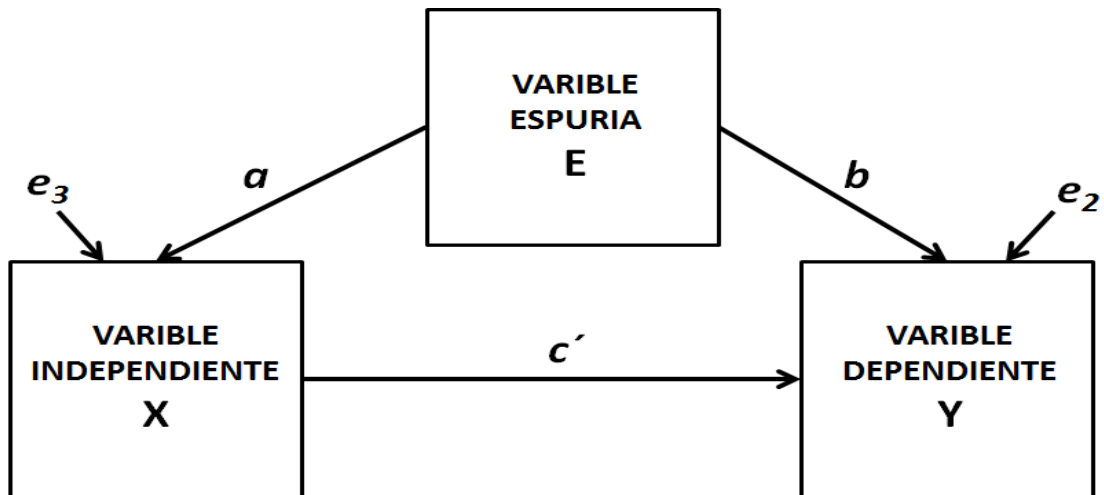 VARIBLE
ESPURIA
E
a
b
e3
e2
VARIBLE
INDEPENDIENTE
X
c´
VARIBLE
DEPENDIENTE
Y